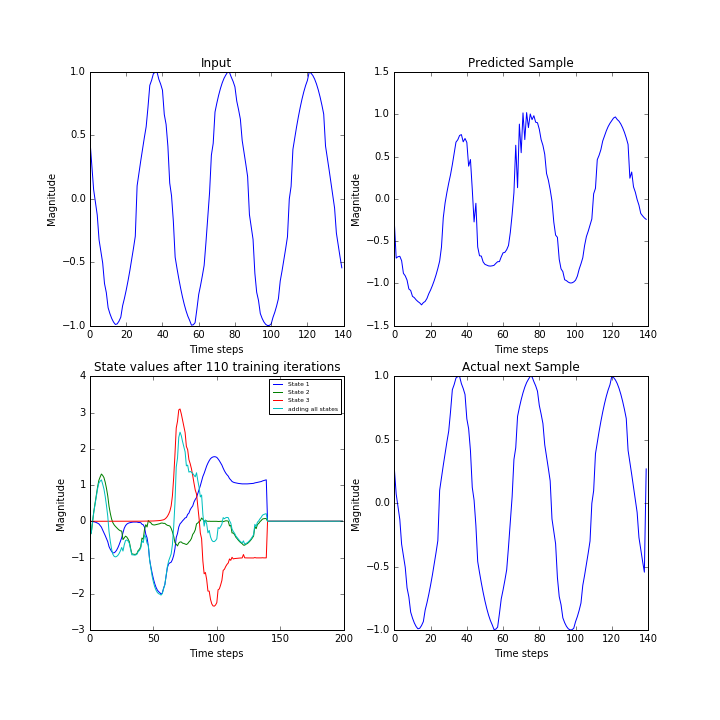 Input
Magnitude
1.0
0.5
0.0
−0.5
−1.0
0 20 40 60 80 100 120 140
Time steps
Predicted Sample
Magnitude
1.5
1.0
0.5
0.0
−0.5
−1.0
−1.5
0 20 40 60 80 100 120 140
Time steps
State values after 110 training iterations
Magnitude
4
3
2
1
0
−1
−2
−3
0 50 100 150 200
Time steps
State 1
State 2
State 3
adding all states
Actual next Sample
Magnitude
1.0
0.5
0.0
−0.5
−1.0
0 20 40 60 80 100 120 140
Time steps